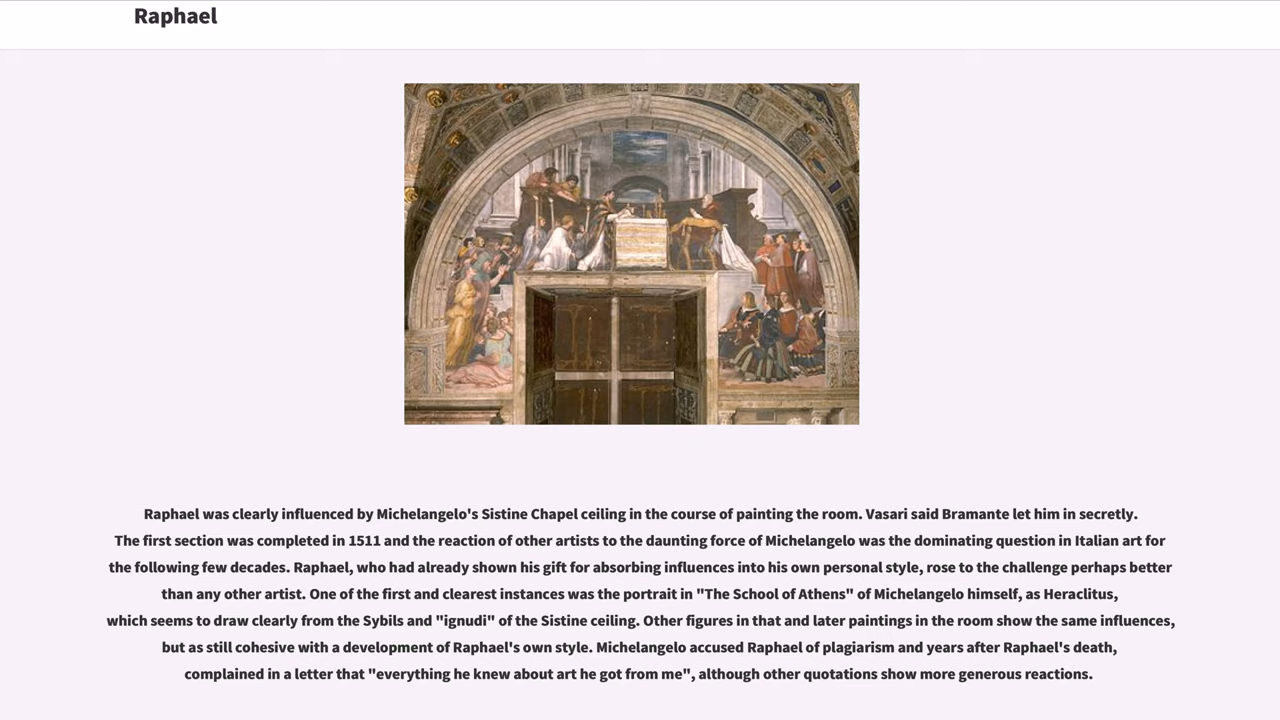 Raphael
Raphael was clearly influenced by Michelangelo's Sistine Chapel ceiling in the course of painting the room. Vasari said Bramante let him in secretly.
The first section was completed in 1511 and the reaction of other artists to the daunting force of Michelangelo was the dominating question in Italian art for
the following few decades. Raphael, who had already shown his gift for absorbing influences into his own personal style, rose to the challenge perhaps better
than any other artist. One of the first and clearest instances was the portrait in "The School of Athens" of Michelangelo himself, as Heraclitus,
which seems to draw clearly from the Sybils and "ignudi" of the Sistine ceiling. Other figures in that and later paintings in the room show the same influences,
but as still cohesive with a development of Raphael's own style. Michelangelo accused Raphael of plagiarism and years after Raphael's death,
complained in a letter that "everything he knew about art he got from me", although other quotations show more generous reactions.